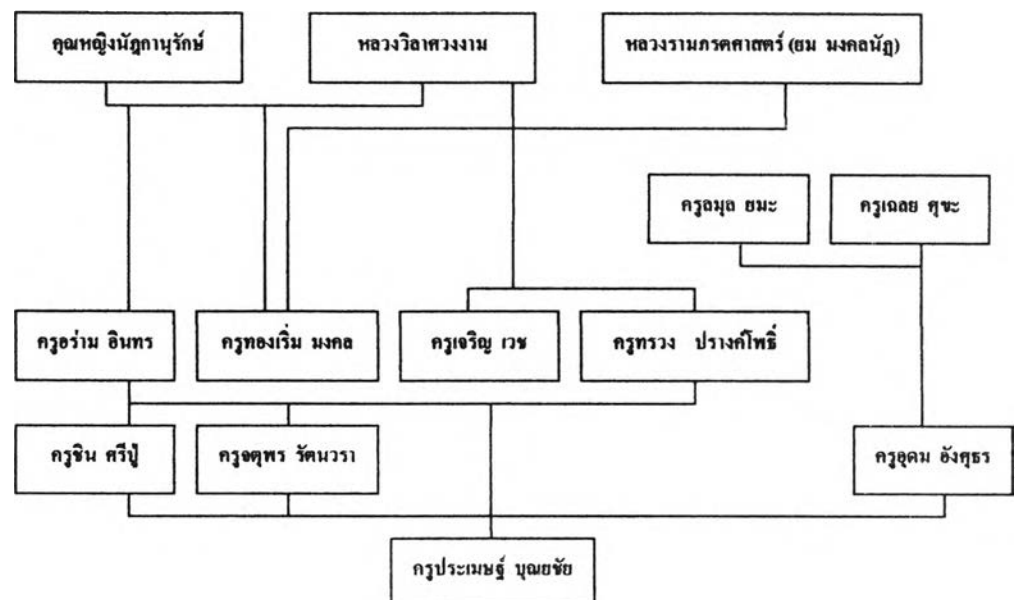 คุณหญิงนัฏกานุรักษ์
หลวงวิลาศวงงาม
หลวงรามภรตศาสตร์ (ยม มงคลนัฏ)
ครูลมุล ยมะ
ครูเฉลย ศุขะ
ครูอร่าม อินทร
ครูทองเริ่ม มงคล
ครูเจริญ เวช
ครูทรวง ปรางค์โพธิ์
ครูชิน ศรีปู่
ครูจตุพร รัตนวรา
ครูอุดม อังศุธร
ครูประเมษฐ์ บุณยชัย